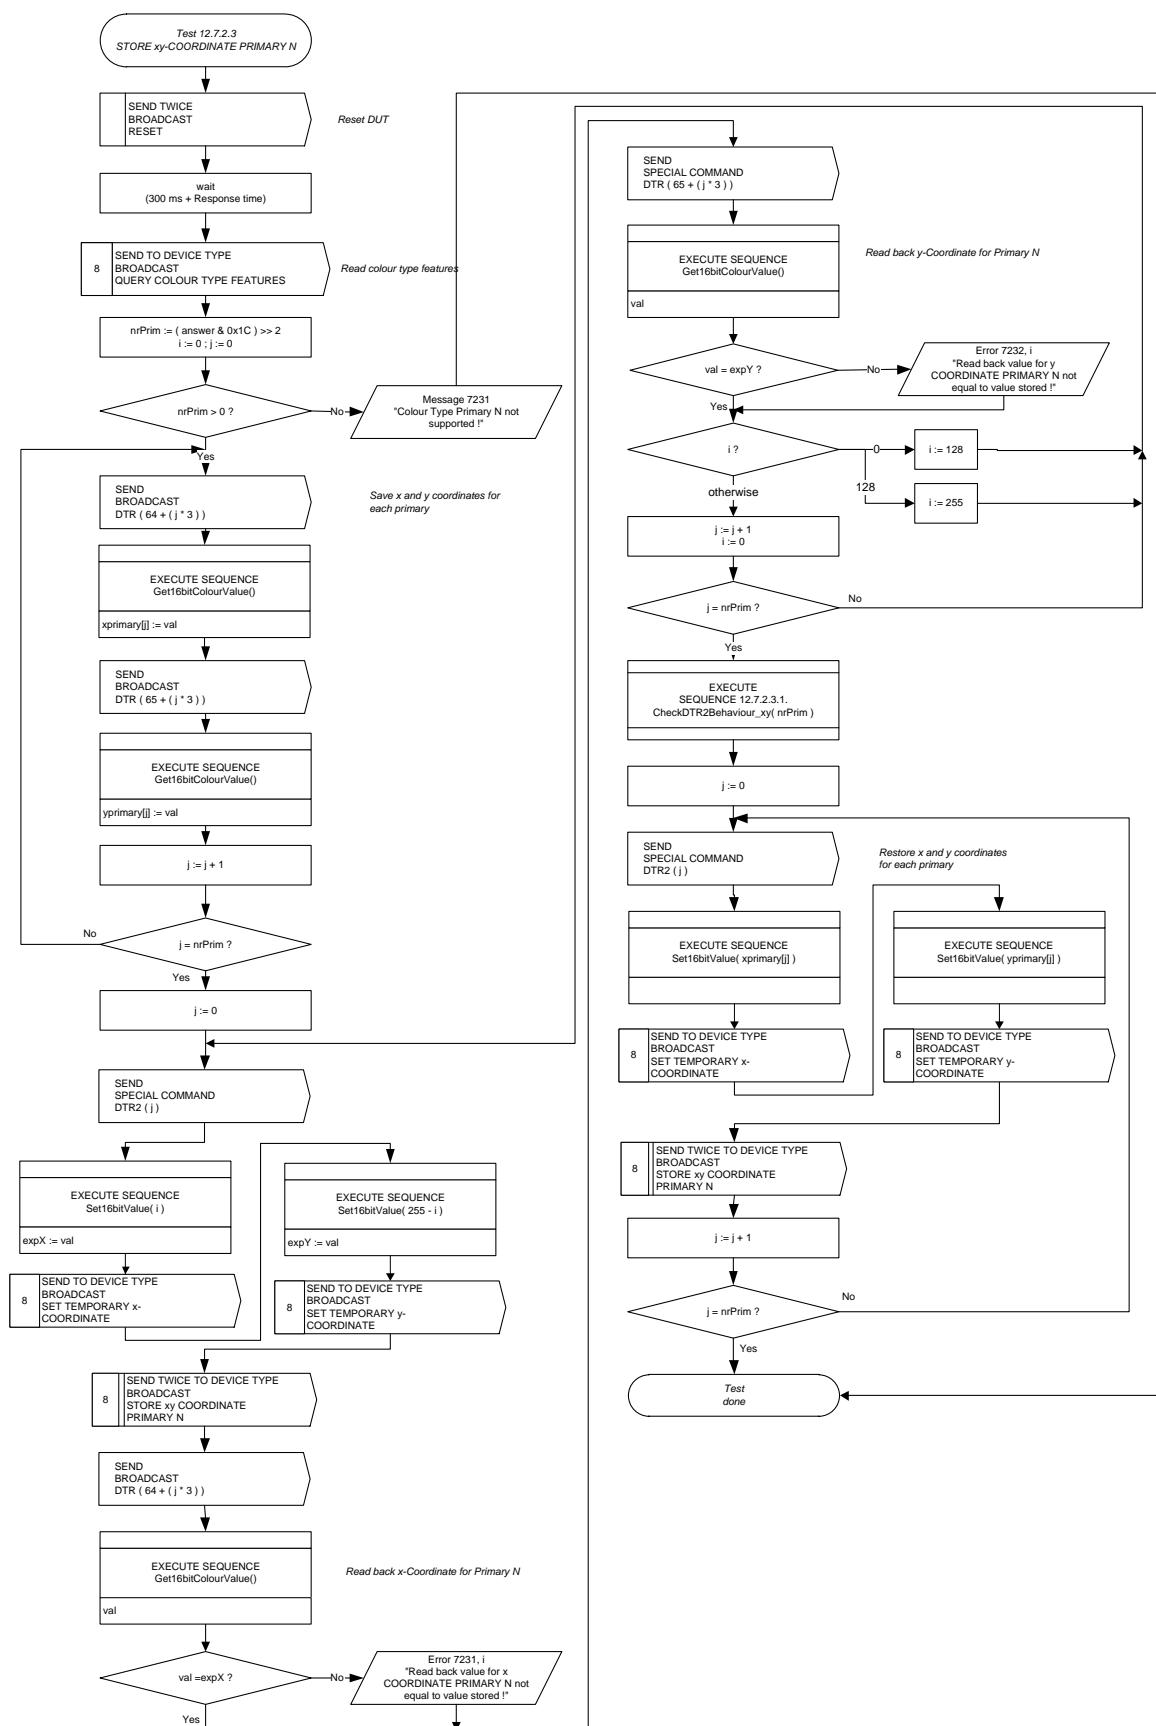 Test 12.7.2.3
STORE xy-COORDINATE PRIMARY N
SEND TWICE
BROADCAST
RESET
Reset DUT
wait
(300 ms + Response time)
8
SEND TO DEVICE TYPE
BROADCAST
QUERY COLOUR TYPE FEATURES
Read colour type features
nrPrim := ( answer & 0x1C ) >> 2
i := 0 ; j := 0
nrPrim > 0 ?
No
Message 7231
"Colour Type Primary N not
supported !"
Yes
SEND
BROADCAST
DTR ( 64 + ( j * 3 ) )
Save x and y coordinates for
each primary
EXECUTE SEQUENCE
Get16bitColourValue()
xprimary[j] := val
SEND
BROADCAST
DTR ( 65 + ( j * 3 ) )
EXECUTE SEQUENCE
Get16bitColourValue()
yprimary[j] := val
j := j + 1
j = nrPrim ?
No
Yes
j := 0
SEND
SPECIAL COMMAND
DTR2 ( j )
EXECUTE SEQUENCE
Set16bitValue( i )
expX := val
EXECUTE SEQUENCE
Set16bitValue( 255 - i )
expY := val
8
SEND TO DEVICE TYPE
BROADCAST
SET TEMPORARY x-
COORDINATE
8
SEND TO DEVICE TYPE
BROADCAST
SET TEMPORARY y-
COORDINATE
8
SEND TWICE TO DEVICE TYPE
BROADCAST
STORE xy COORDINATE
PRIMARY N
SEND
BROADCAST
DTR ( 64 + ( j * 3 ) )
EXECUTE SEQUENCE
Get16bitColourValue()
val
Read back x-Coordinate for Primary N
val =expX ?
No
Error 7231, i
"Read back value for x
COORDINATE PRIMARY N not
equal to value stored !"
Yes
SEND
SPECIAL COMMAND
DTR ( 65 + ( j * 3 ) )
EXECUTE SEQUENCE
Get16bitColourValue()
val
Read back y-Coordinate for Primary N
val = expY ?
No
Error 7232, i
"Read back value for y
COORDINATE PRIMARY N not
equal to value stored !"
Yes
i ?
0
i := 128
128
i := 255
otherwise
j := j + 1
i := 0
j = nrPrim ?
No
Yes
EXECUTE
SEQUENCE 12.7.2.3.1.
CheckDTR2Behaviour_xy( nrPrim )
j := 0
SEND
SPECIAL COMMAND
DTR2 ( j )
Restore x and y coordinates
for each primary
EXECUTE SEQUENCE
Set16bitValue( xprimary[j] )
EXECUTE SEQUENCE
Set16bitValue( yprimary[j] )
8
SEND TO DEVICE TYPE
BROADCAST
SET TEMPORARY x-
COORDINATE
8
SEND TO DEVICE TYPE
BROADCAST
SET TEMPORARY y-
COORDINATE
8
SEND TWICE TO DEVICE TYPE
BROADCAST
STORE xy COORDINATE
PRIMARY N
j := j + 1
j = nrPrim ?
No
Yes
Test
done